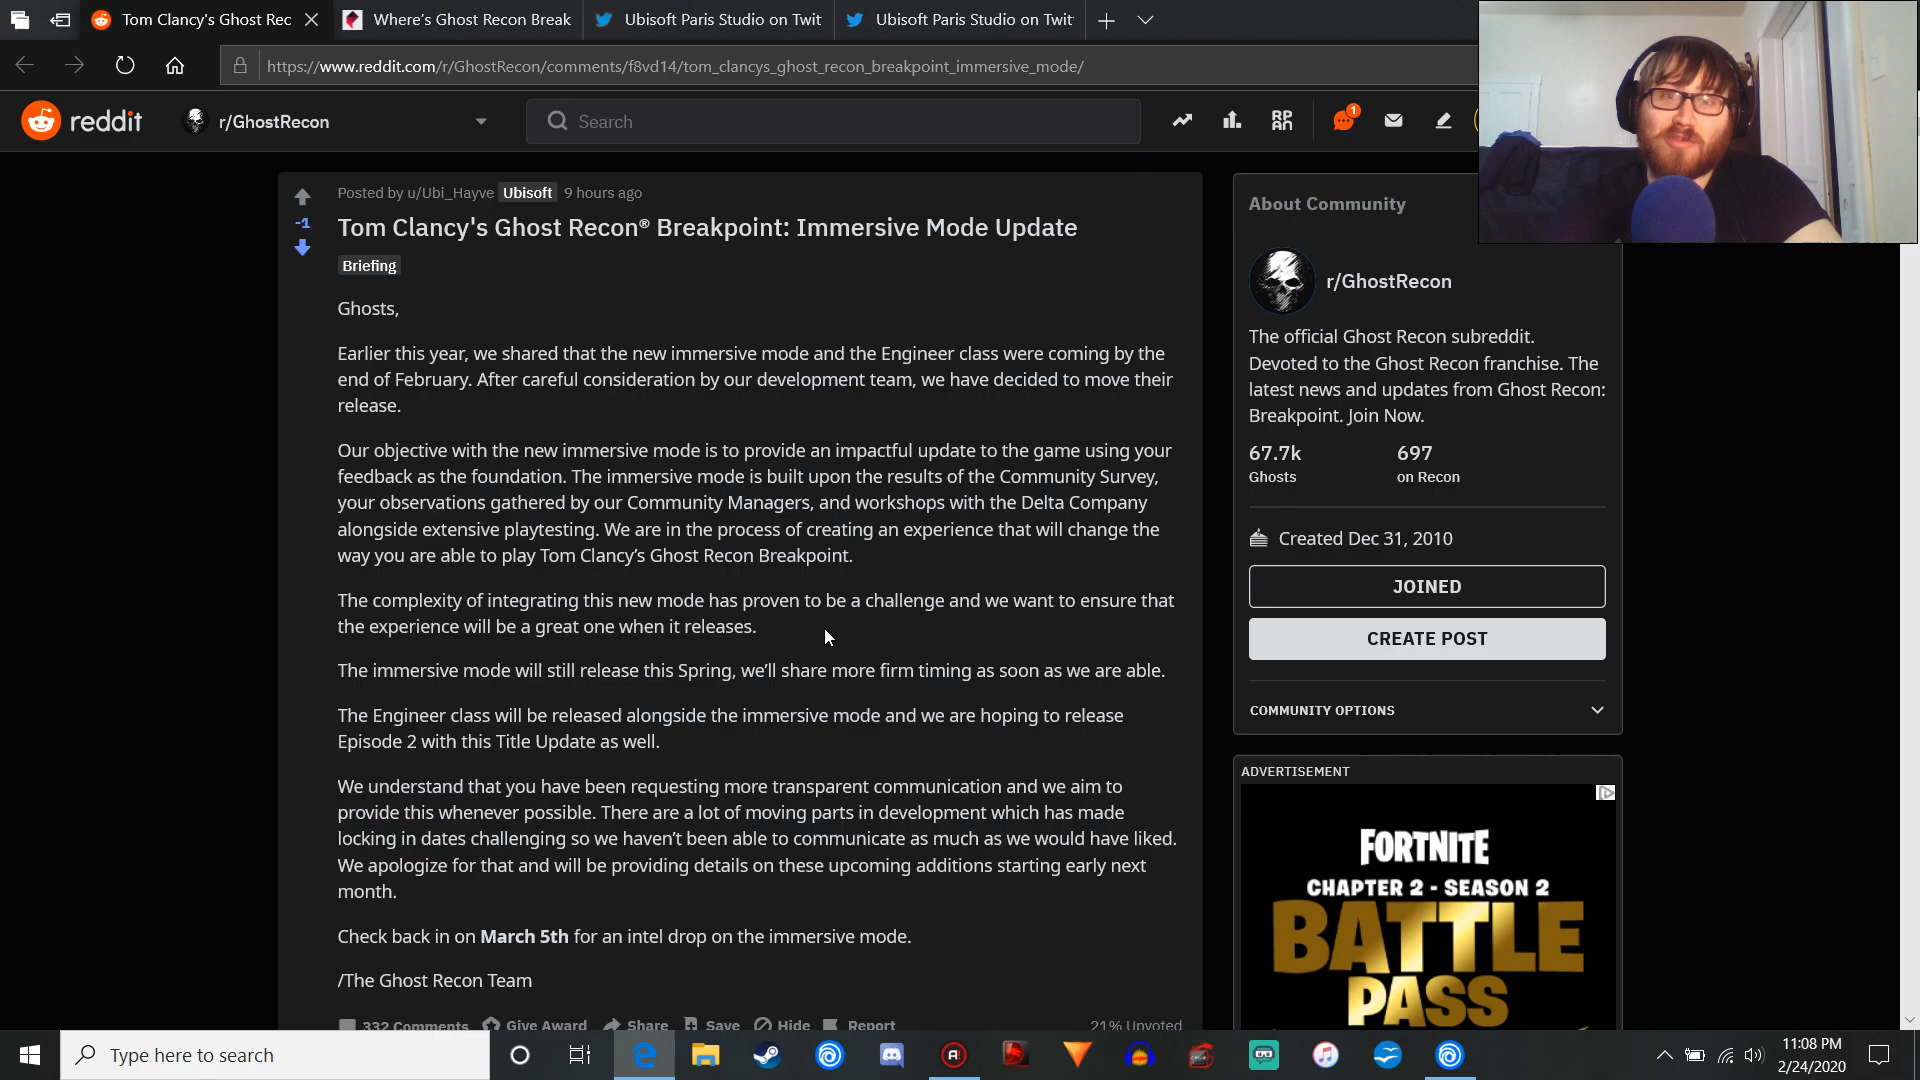 Tom Clancy's Ghost Rec
Where's Ghost Recon Break
Ubisoft Paris Studio on Twit
Ubisoft Paris Studio on Twit
https://www.reddit.com/r/GhostRecon/comments/f8vd14/tom_clancys_ghost_recon_breakpoint_immersive_mode/
reddit
r/GhostRecon
Search
1
Posted by u/Ubi_Hayve Ubisoft 9 hours ago
-1
Tom Clancy's Ghost Recon® Breakpoint: Immersive Mode Update
Briefing
Ghosts,
Earlier this year, we shared that the new immersive mode and the Engineer class were coming by the
end of February. After careful consideration by our development team, we have decided to move their
release.
Our objective with the new immersive mode is to provide an impactful update to the game using your
feedback as the foundation. The immersive mode is built upon the results of the Community Survey,
your observations gathered by our Community Managers, and workshops with the Delta Company
alongside extensive playtesting. We are in the process of creating an experience that will change the
way you are able to play Tom Clancy's Ghost Recon Breakpoint.
The complexity of integrating this new mode has proven to be a challenge and we want to ensure that
the experience will be a great one when it releases.
The immersive mode will still release this Spring, we'll share more firm timing as soon as we are able.
The Engineer class will be released alongside the immersive mode and we are hoping to release
Episode 2 with this Title Update as well.
We understand that you have been requesting more transparent communication and we aim to
provide this whenever possible. There are a lot of moving parts in development which has made
locking in dates challenging so we haven't been able to communicate as much as we would have liked.
We apologize for that and will be providing details on these upcoming additions starting early next
month.
Check back in on March 5th for an intel drop on the immersive mode.
/The Ghost Recon Team
332 Comments Give Award Share Save Hide Report 21% Upvoted
About Community
r/GhostRecon
The official Ghost Recon subreddit.
Devoted to the Ghost Recon franchise. The
latest news and updates from Ghost Recon:
Breakpoint. Join Now.
67.7k 697
Ghosts on Recon
Created Dec 31, 2010
JOINED
CREATE POST
COMMUNITY OPTIONS
ADVERTISEMENT
FORTNITE
CHAPTER 2 - SEASON 2
BATTLE
PASS
Type here to search
11:08 PM
2/24/2020